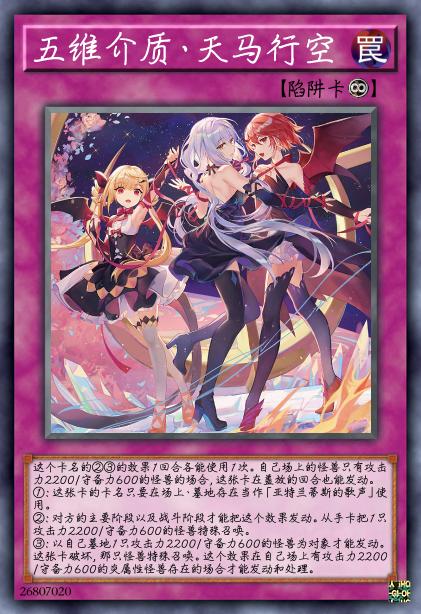 五维介质·天马行空 罠
【陷阱卡】
这个卡名的②③的效果1回合各能使用1次。自己场上的怪兽只有攻击
力2200/守备力600的怪兽的场合,这张卡在盖放的回合也能发动。
①:这张卡的卡名只要在场上·墓地存在当作「亚特兰蒂斯的歌声」使
用。
②:对方的主要阶段以及战斗阶段才能把这个效果发动。从手卡把1只
攻击力2200/守备力600的怪兽特殊召唤。
③:以自己墓地1只攻击力2200/守备力600的怪兽为对象才能发动。
这张卡破坏,那只怪兽特殊召唤。这个效果在自己场上有攻击力2200
/守备力600的炎属性怪兽存在的场合才能发动和处理。
26807020